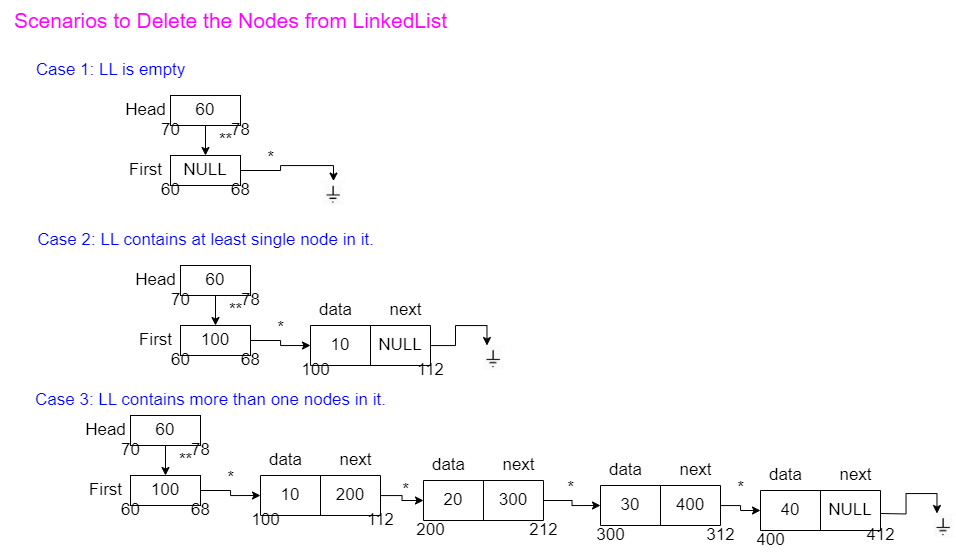 Scenarios to Delete the Nodes from LinkedList
Case 1: LL is empty
Head 60
70 **78
*
First NULL
60 68
Case 2: LL contains at least single node in it.
Head 60
70 **78
data next
*
First 100 10 NULL
60 68 100 112
Case 3: LL contains more than one nodes in it.
Head 60
70 **78
data next data next data next data next
* * * *
First 100 10 200 20 300 30 400 40 NULL
60 68 100 112 200 212 300 312 400 412